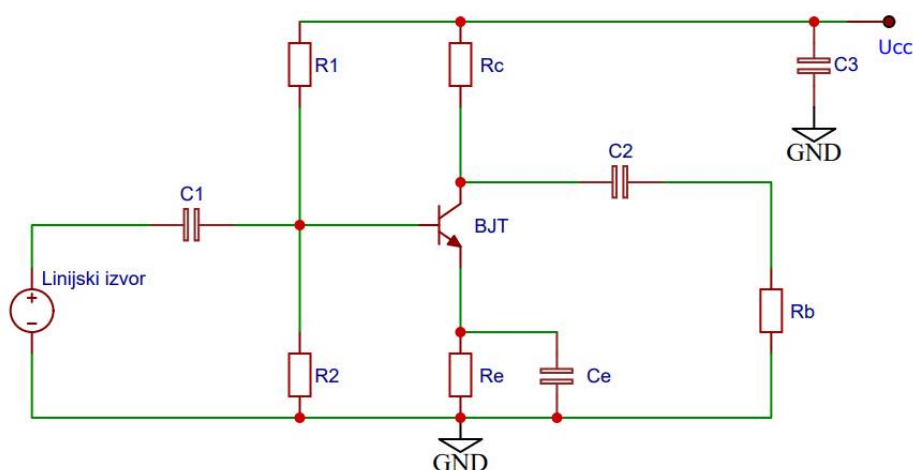 R1
Rc
Ucc
C3
GND
C1
C2
BJT
Linijski izvor
+
−
Rb
R2
Re
Ce
GND